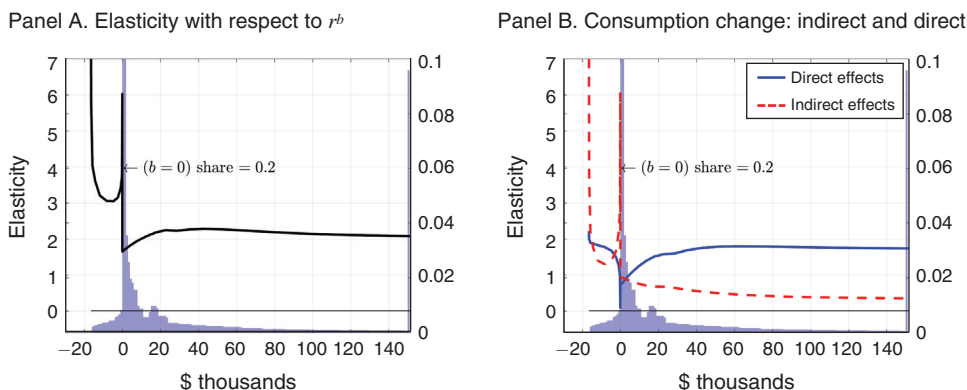 Panel A. Elasticity with respect to r^b
Elasticity
7
6
5
4
3
2
1
0
0.1
0.08
0.06
0.04
0.02
0
← (b = 0) share = 0.2
−20 0 20 40 60 80 100 120 140
$ thousands
Panel B. Consumption change: indirect and direct
Elasticity
7
6
5
4
3
2
1
0
0.1
0.08
0.06
0.04
0.02
0
Direct effects
Indirect effects
← (b = 0) share = 0.2
−20 0 20 40 60 80 100 120 140
$ thousands